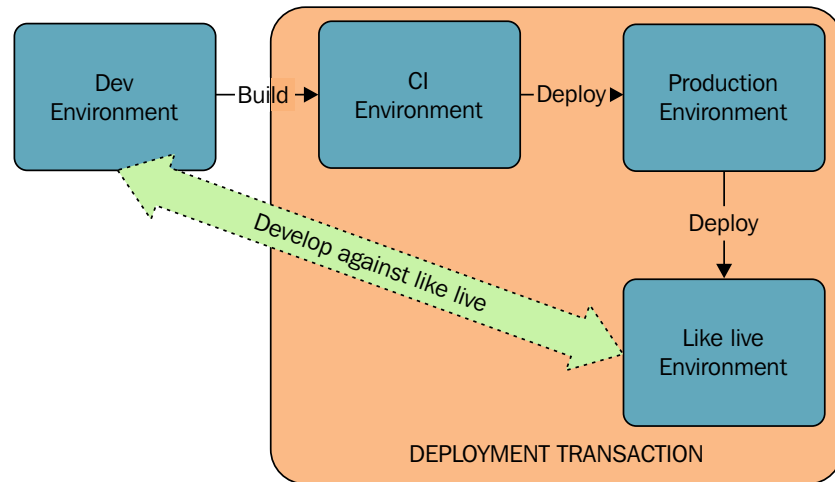 Dev
Environment
Build
CI
Environment
Deploy
Production
Environment
Deploy
Develop against like live
Like live
Environment
DEPLOYMENT TRANSACTION